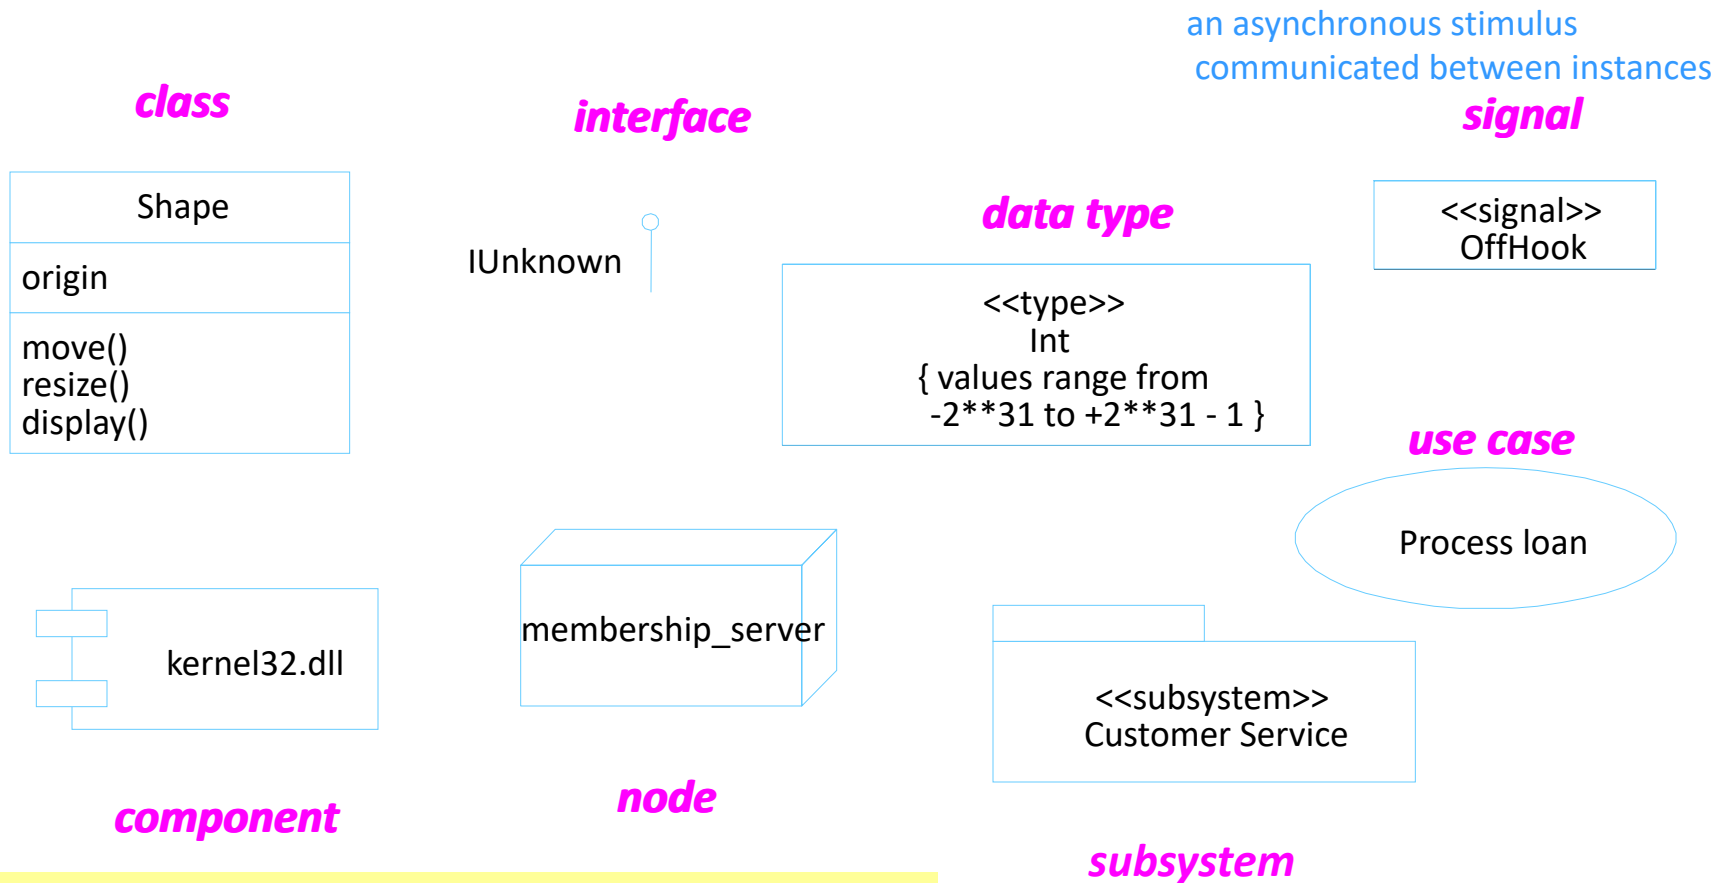 an asynchronous stimulus
communicated between instances
class
interface
signal
Shape
origin
move()
resize()
display()
IUnknown
data type
<<type>>
Int
{ values range from
-2**31 to +2**31 - 1 }
<<signal>>
OffHook
use case
Process loan
kernel32.dll
component
membership_server
node
<<subsystem>>
Customer Service
subsystem